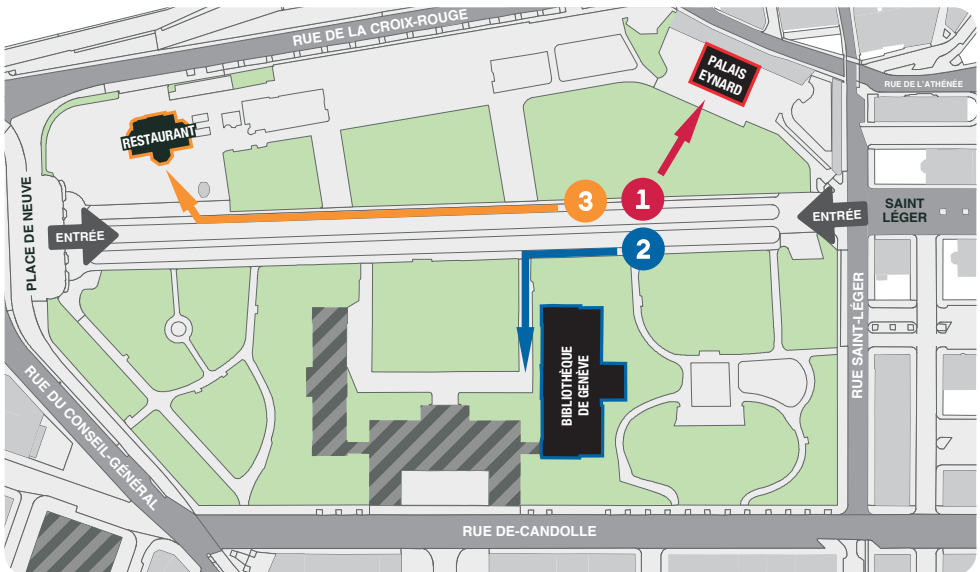 RUE DE LA CROIX-ROUGE
PALAIS
EYNARD
RUE DE L'ATHÉNÉE
RESTAURANT
PLACE DE NEUVE
3
1
SAINT
LÉGER
ENTRÉE
ENTRÉE
2
RUE SAINT-LÉGER
BIBLIOTHÈQUE
DE GENÈVE
RUE DU CONSEIL-GÉNÉRAL
RUE DE-CANDOLLE